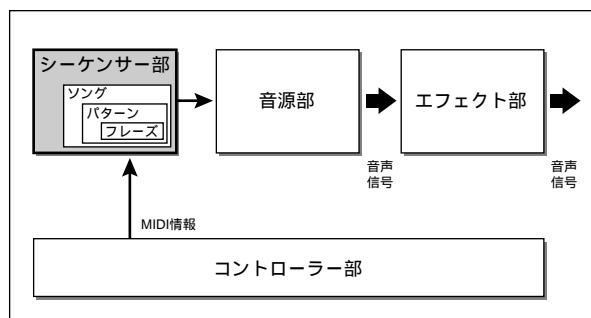 シーケンサー部
ソング
パターン
フレーズ
音源部
エフェクト部
音声
信号
音声
信号
MIDI情報
コントローラー部